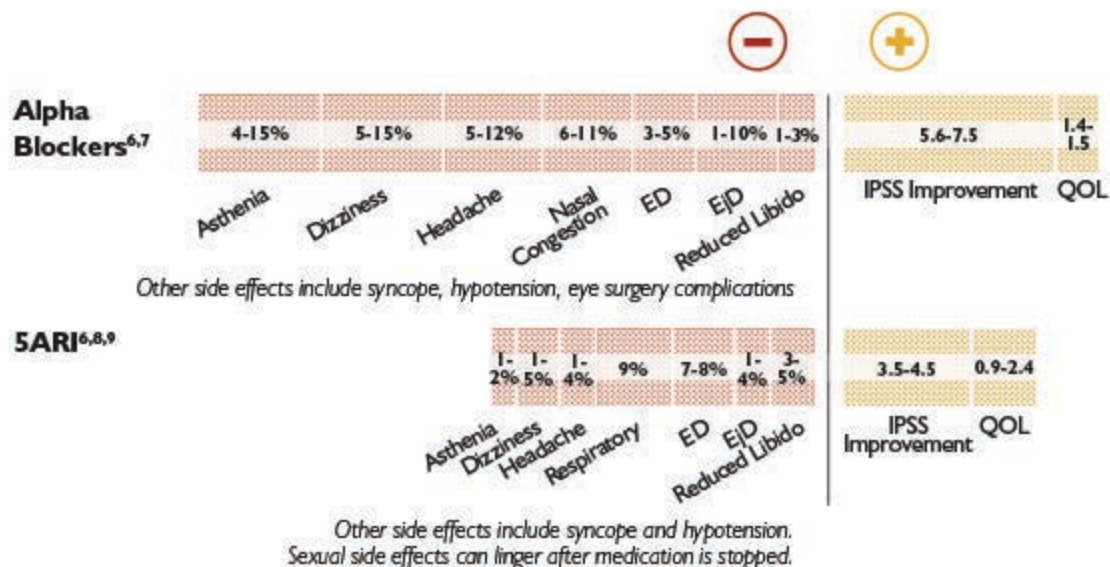 Alpha
Blockers6,7
4-15% 5-15% 5-12% 6-11% 3-5% 1-10% 1-3%
5.6-7.5
1.4-
1.5
Asthenia
Dizziness
Headache
Nasal
Congestion
ED
EjD
Reduced Libido
IPSS Improvement QOL
Other side effects include syncope, hypotension, eye surgery complications
5ARI6,8,9
1-
2%
1-
5%
1-
4%
9%
7-8%
1-
4%
3-
5%
3.5-4.5 0.9-2.4
Asthenia
Dizziness
Headache
Respiratory
ED
EjD
Reduced Libido
IPSS
Improvement
QOL
Other side effects include syncope and hypotension.
Sexual side effects can linger after medication is stopped.